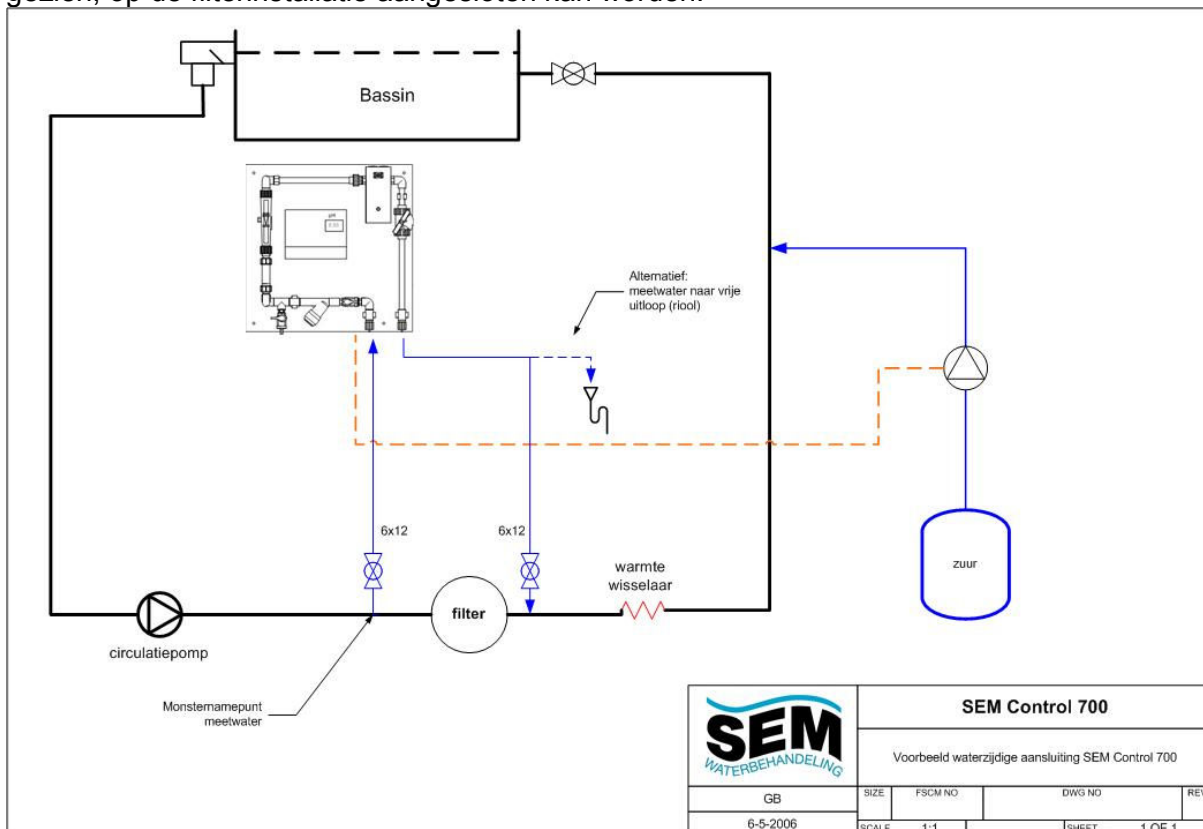 gezien, op de filterinstallatie aangesloten kan worden.
Bassin
pH
Alternatief:
meetwater naar vrije
uitloop (riool)
6x12
6x12
warmte
wisselaar
zuur
filter
circulatiepomp
Monsternamepunt
meetwater
SEM
WATERBEHANDELING
SEM Control 700
Voorbeeld waterzijdige aansluiting SEM Control 700
GB
SIZE
FSCM NO
DWG NO
REV
6-5-2006
SCALE
1:1
SHEET
1 OF 1